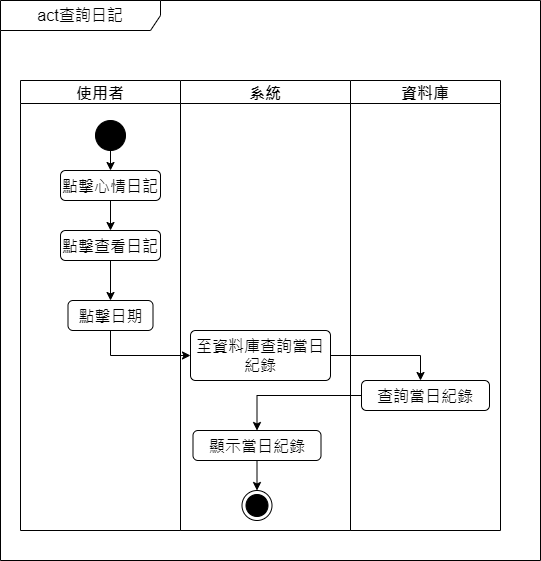 act查詢日記
使用者
系統
資料庫
點擊心情日記
點擊查看日記
點擊日期
至資料庫查詢當日
紀錄
查詢當日紀錄
顯示當日紀錄